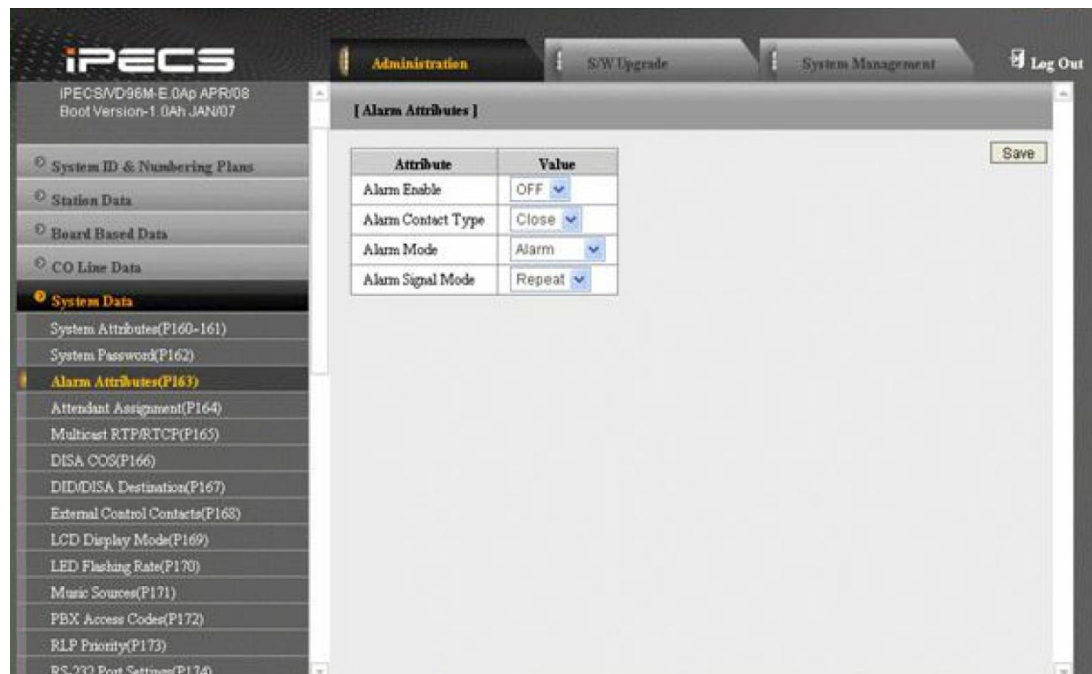 iPECS
Administration
S/W Upgrade
System Management
Log Out
IPECS/VD96M-E.0Ap APR/08
Boot Version-1.0Ah JAN/07
System ID & Numbering Plans
Station Data
Board Based Data
CO Line Data
System Data
System Attributes(P160~161)
System Password(P162)
Alarm Attributes(P163)
Attendant Assignment(P164)
Multicast RTP/RTCP(P165)
DISA COS(P166)
DID/DISA Destination(P167)
External Control Contacts(P168)
LCD Display Mode(P169)
LED Flashing Rate(P170)
Music Sources(P171)
PBX Access Codes(P172)
RLP Priority(P173)
RS-232 Port Settings(P174)
[ Alarm Attributes ]
Save
Attribute Value
Alarm Enable OFF
Alarm Contact Type Close
Alarm Mode Alarm
Alarm Signal Mode Repeat